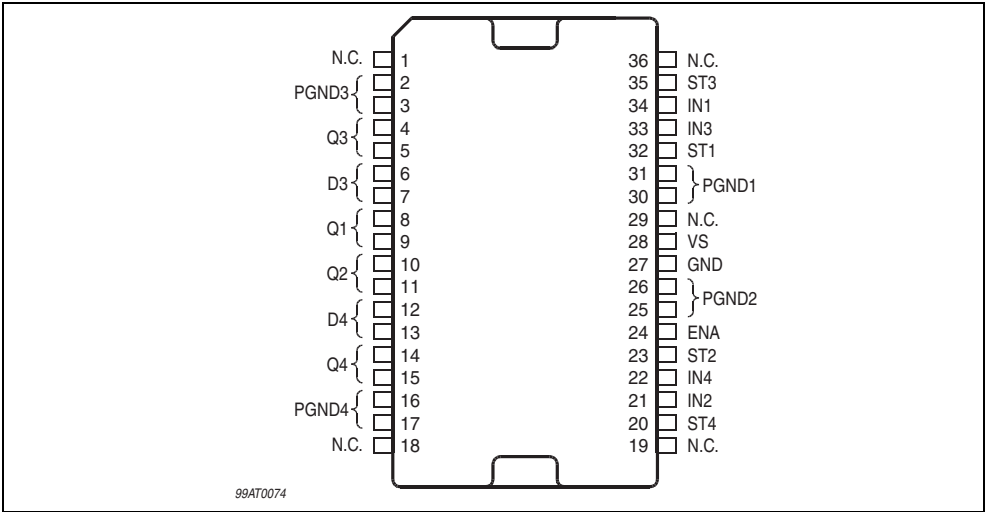 N.C. 1 36 N.C.
2 35 ST3
PGND3
3 34 IN1
4 33 IN3
Q3
5 32 ST1
6 31
D3 PGND1
7 30
8 29 N.C.
Q1
9 28 VS
10 27 GND
Q2
11 26
PGND2
12 25
D4
13 24 ENA
14 23 ST2
Q4
15 22 IN4
16 21 IN2
PGND4
17 20 ST4
N.C. 18 19 N.C.
99AT0074